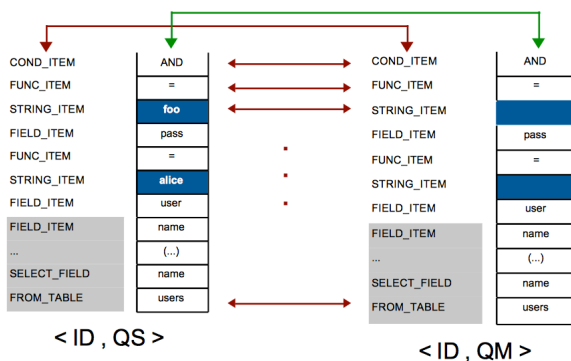 COND_ITEM AND COND_ITEM AND
FUNC_ITEM = FUNC_ITEM =
STRING_ITEM foo STRING_ITEM
FIELD_ITEM pass FIELD_ITEM pass
FUNC_ITEM = FUNC_ITEM =
STRING_ITEM alice STRING_ITEM
FIELD_ITEM user FIELD_ITEM user
FIELD_ITEM name FIELD_ITEM name
... (...) ... (...)
SELECT_FIELD name SELECT_FIELD name
FROM_TABLE users FROM_TABLE users
< ID , QS > < ID , QM >